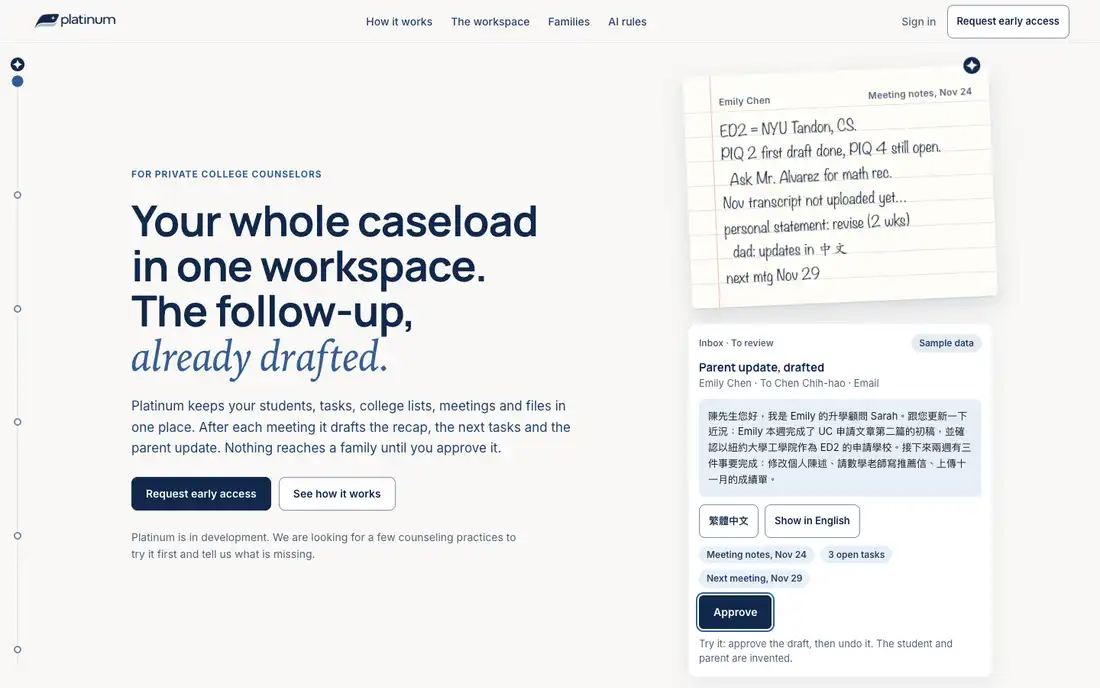 platinum
How it works
The workspace
Families
AI rules
Sign in
Request early access
FOR PRIVATE COLLEGE COUNSELORS
Your whole caseload
in one workspace.
The follow-up,
already drafted.
Platinum keeps your students, tasks, college lists, meetings and files in
one place. After each meeting it drafts the recap, the next tasks and the
parent update. Nothing reaches a family until you approve it.
Request early access
See how it works
Platinum is in development. We are looking for a few counseling practices to
try it first and tell us what is missing.
Emily Chen
Meeting notes, Nov 24
ED2 = NYU Tandon, CS.
PIQ 2 first draft done, PIQ 4 still open.
Ask Mr. Alvarez for math rec.
Nov transcript not uploaded yet...
personal statement: revise (2 wks)
dad: updates in 中文
next mtg Nov 29
Inbox · To review
Sample data
Parent update, drafted
Emily Chen · To Chen Chih-hao · Email
陳先生您好，我是 Emily 的升學顧問 Sarah。跟您更新一下
近況：Emily 本週完成了 UC 申請文章第二篇的初稿，並確
認以紐約大學工學院作為 ED2 的申請學校。接下來兩週有三
件事要完成：修改個人陳述、請數學老師寫推薦信、上傳十
一月的成績單。
繁體中文
Show in English
Meeting notes, Nov 24
3 open tasks
Next meeting, Nov 29
Approve
Try it: approve the draft, then undo it. The student and
parent are invented.